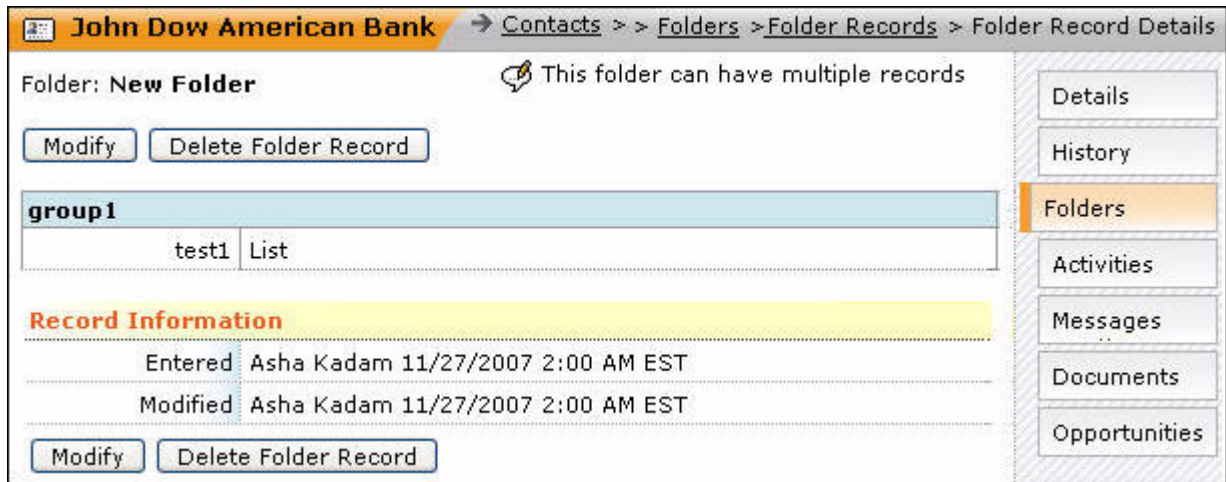 John Dow American Bank
Contacts > > Folders >Folder Records > Folder Record Details
Folder: New Folder
This folder can have multiple records
Modify
Delete Folder Record
group1
test1 List
Record Information
Entered Asha Kadam 11/27/2007 2:00 AM EST
Modified Asha Kadam 11/27/2007 2:00 AM EST
Modify
Delete Folder Record
Details
History
Folders
Activities
Messages
Documents
Opportunities